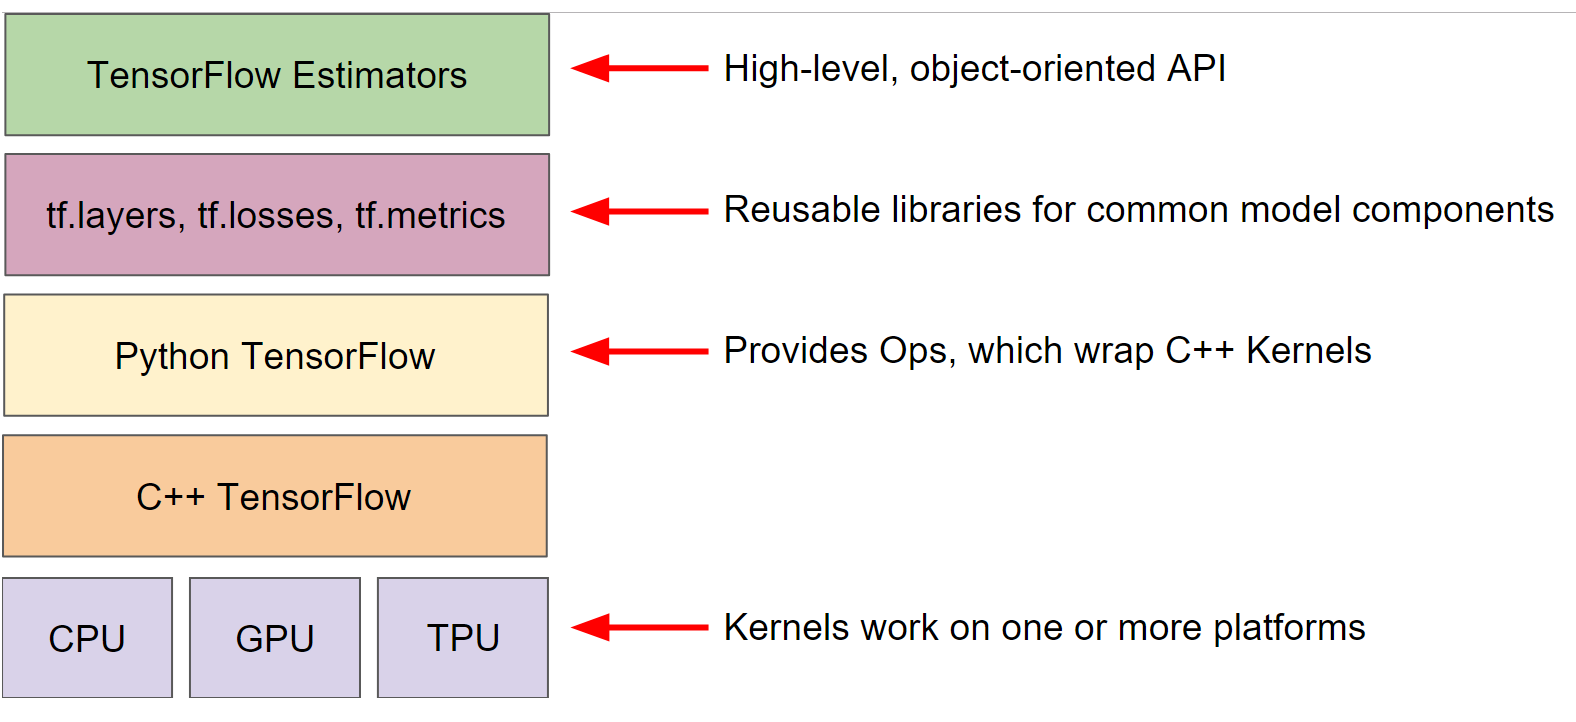 TensorFlow Estimators
High-level, object-oriented API
tf.layers, tf.losses, tf.metrics
Reusable libraries for common model components
Python TensorFlow
Provides Ops, which wrap C++ Kernels
C++ TensorFlow
CPU
GPU
TPU
Kernels work on one or more platforms